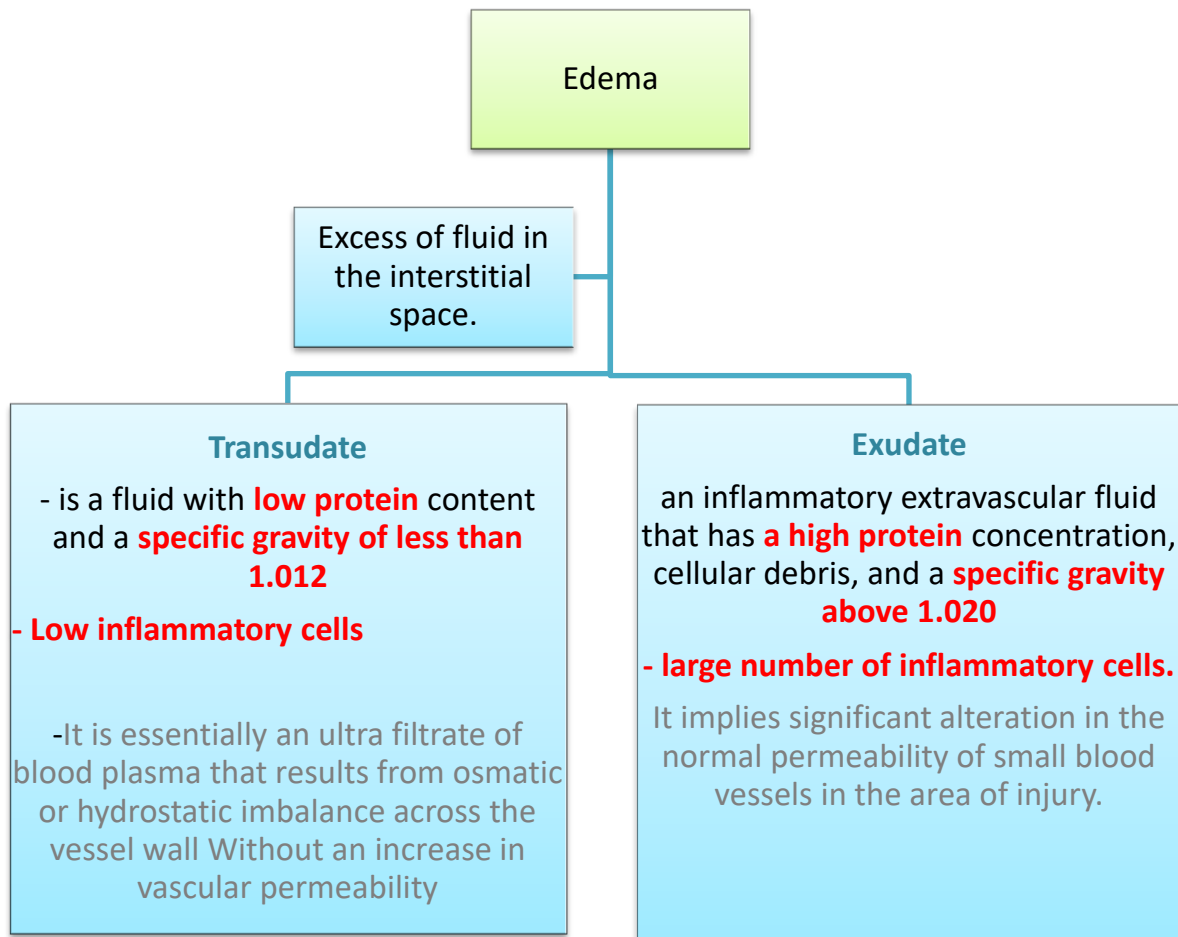 Edema
Excess of fluid in
the interstitial
space.
Transudate
- is a fluid with low protein content
and a specific gravity of less than
1.012
- Low inflammatory cells
-It is essentially an ultra filtrate of
blood plasma that results from osmatic
or hydrostatic imbalance across the
vessel wall Without an increase in
vascular permeability
Exudate
an inflammatory extravascular fluid
that has a high protein concentration,
cellular debris, and a specific gravity
above 1.020
- large number of inflammatory cells.
It implies significant alteration in the
normal permeability of small blood
vessels in the area of injury.